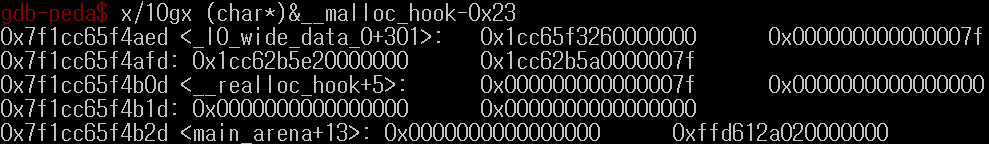 gdb-peda$ x/10gx (char*)&__malloc_hook-0x23
0x7f1cc65f4aed <_IO_wide_data_0+301>: 0x1cc65f3260000000 0x000000000000007f
0x7f1cc65f4afd: 0x1cc62b5e20000000 0x1cc62b5a0000007f
0x7f1cc65f4b0d <__realloc_hook+5>: 0x000000000000007f 0x0000000000000000
0x7f1cc65f4b1d: 0x0000000000000000 0x0000000000000000
0x7f1cc65f4b2d <main_arena+13>: 0x0000000000000000 0xffd612a020000000